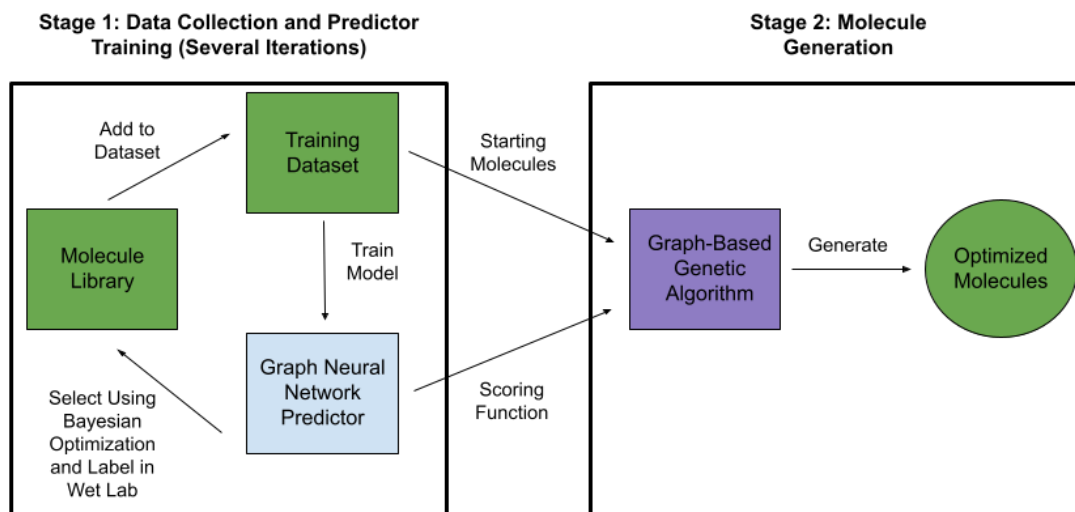 Stage 1: Data Collection and Predictor
Training (Several Iterations)
Stage 2: Molecule
Generation
Add to
Dataset
Training
Dataset
Starting
Molecules
Molecule
Library
Train
Model
Graph-Based
Genetic
Algorithm
Generate
Optimized
Molecules
Select Using
Bayesian
Optimization
and Label in
Wet Lab
Graph Neural
Network
Predictor
Scoring
Function